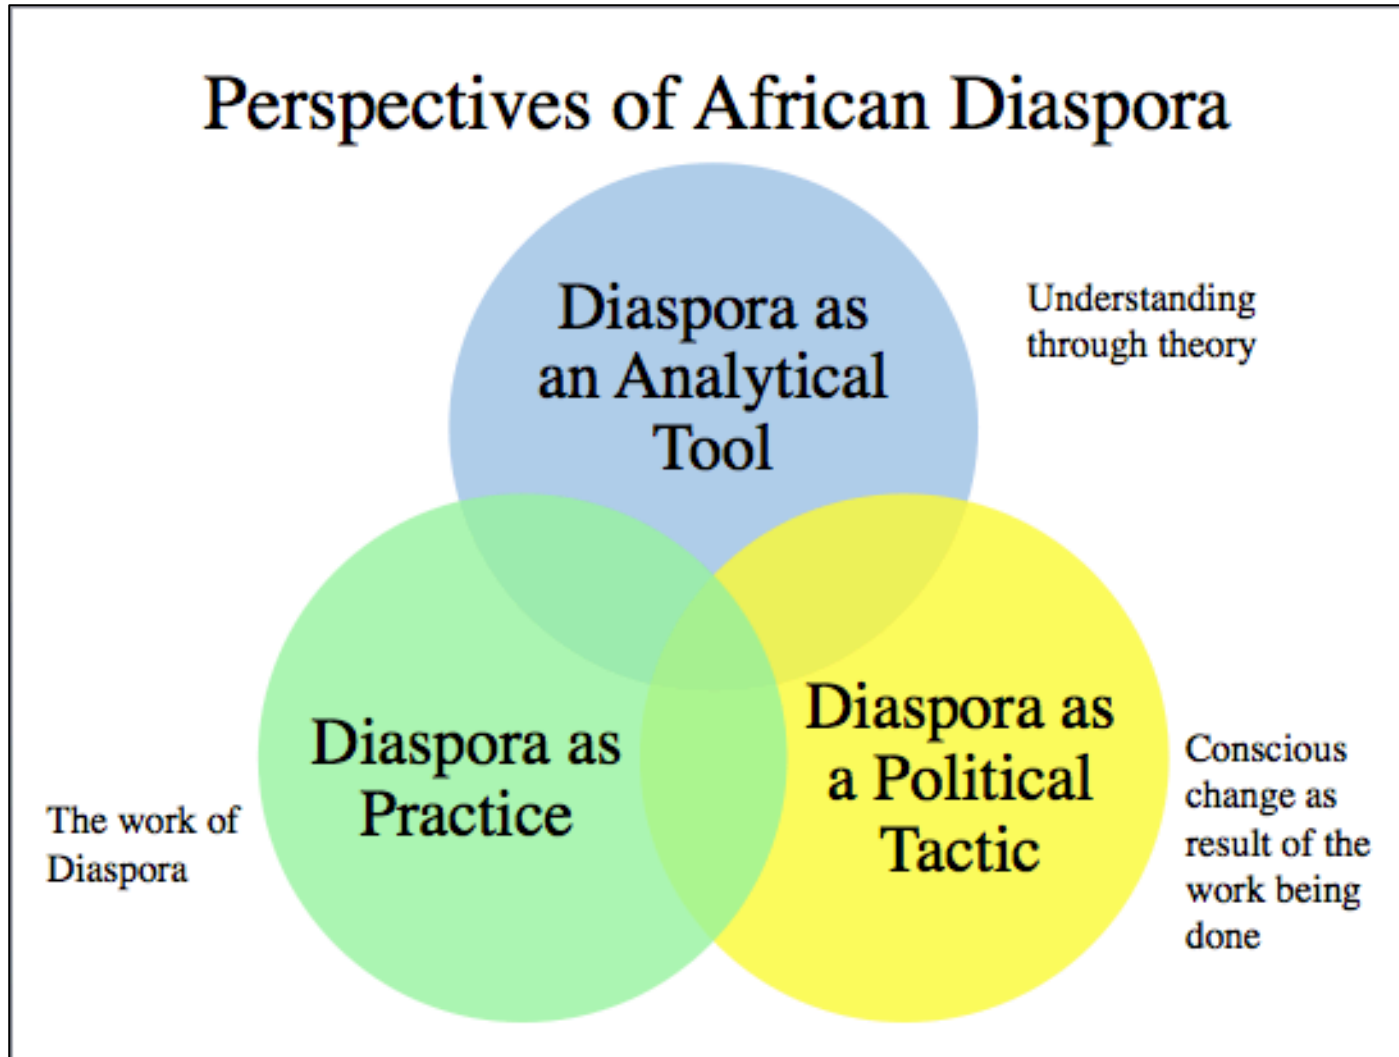 Perspectives of African Diaspora
Diaspora as
an Analytical
Tool
Understanding
through theory
Diaspora as
Practice
The work of
Diaspora
Diaspora as
a Political
Tactic
Conscious
change as
result of the
work being
done